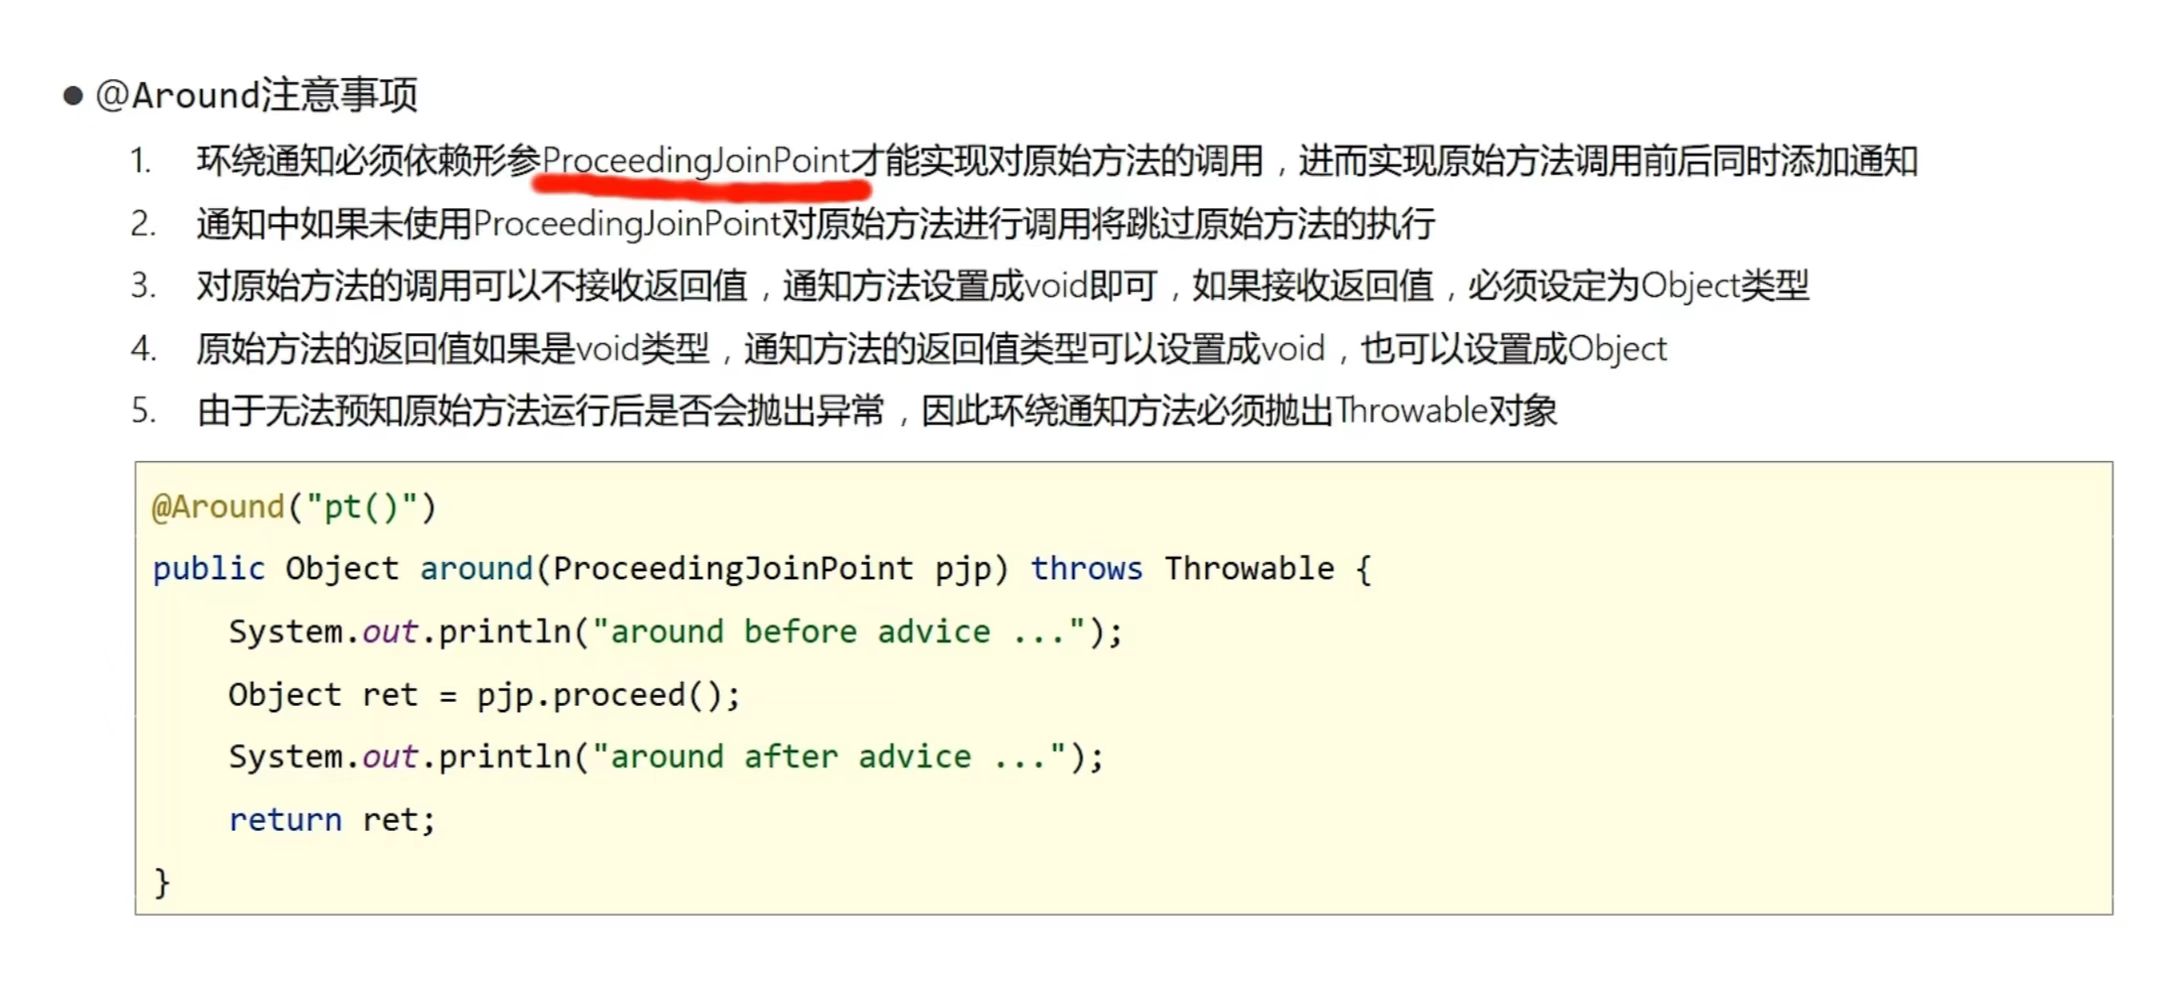 ● @Around注意事项
1. 环绕通知必须依赖形参ProceedingJoinPoint才能实现对原始方法的调用，进而实现原始方法调用前后同时添加通知
2. 通知中如果未使用ProceedingJoinPoint对原始方法进行调用将跳过原始方法的执行
3. 对原始方法的调用可以不接收返回值，通知方法设置成void即可，如果接收返回值，必须设定为Object类型
4. 原始方法的返回值如果是void类型，通知方法的返回值类型可以设置成void，也可以设置成Object
5. 由于无法预知原始方法运行后是否会抛出异常，因此环绕通知方法必须抛出Throwable对象
@Around("pt()")
public Object around(ProceedingJoinPoint pjp) throws Throwable {
    System.out.println("around before advice ...");
    Object ret = pjp.proceed();
    System.out.println("around after advice ...");
    return ret;
}